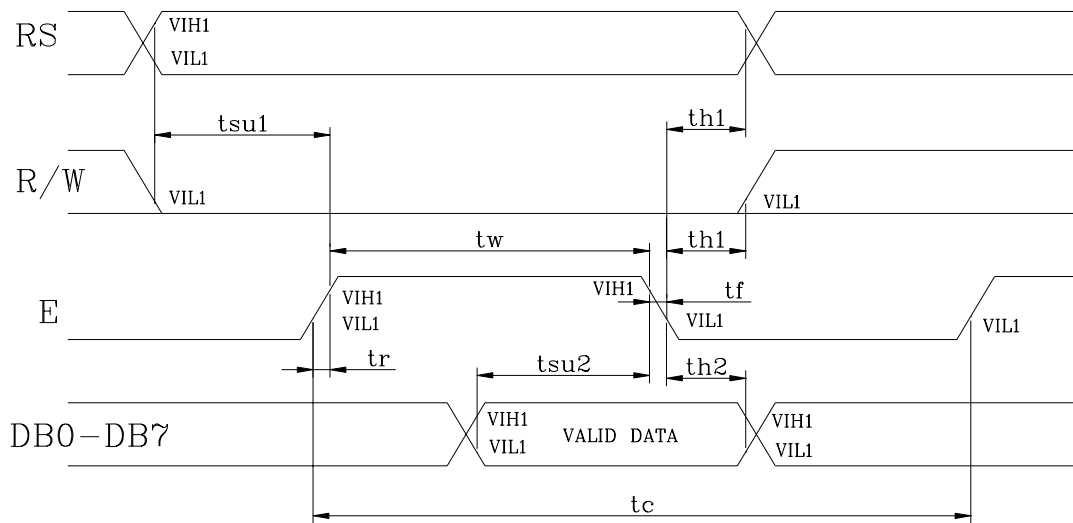 RS
VIH1
VIL1
tsu1
th1
R/W
VIL1
VIL1
tw
th1
E
VIH1
VIL1
VIH1
tf
VIL1
VIL1
tr
tsu2
th2
DB0-DB7
VIH1
VIL1
VALID DATA
VIH1
VIL1
tc